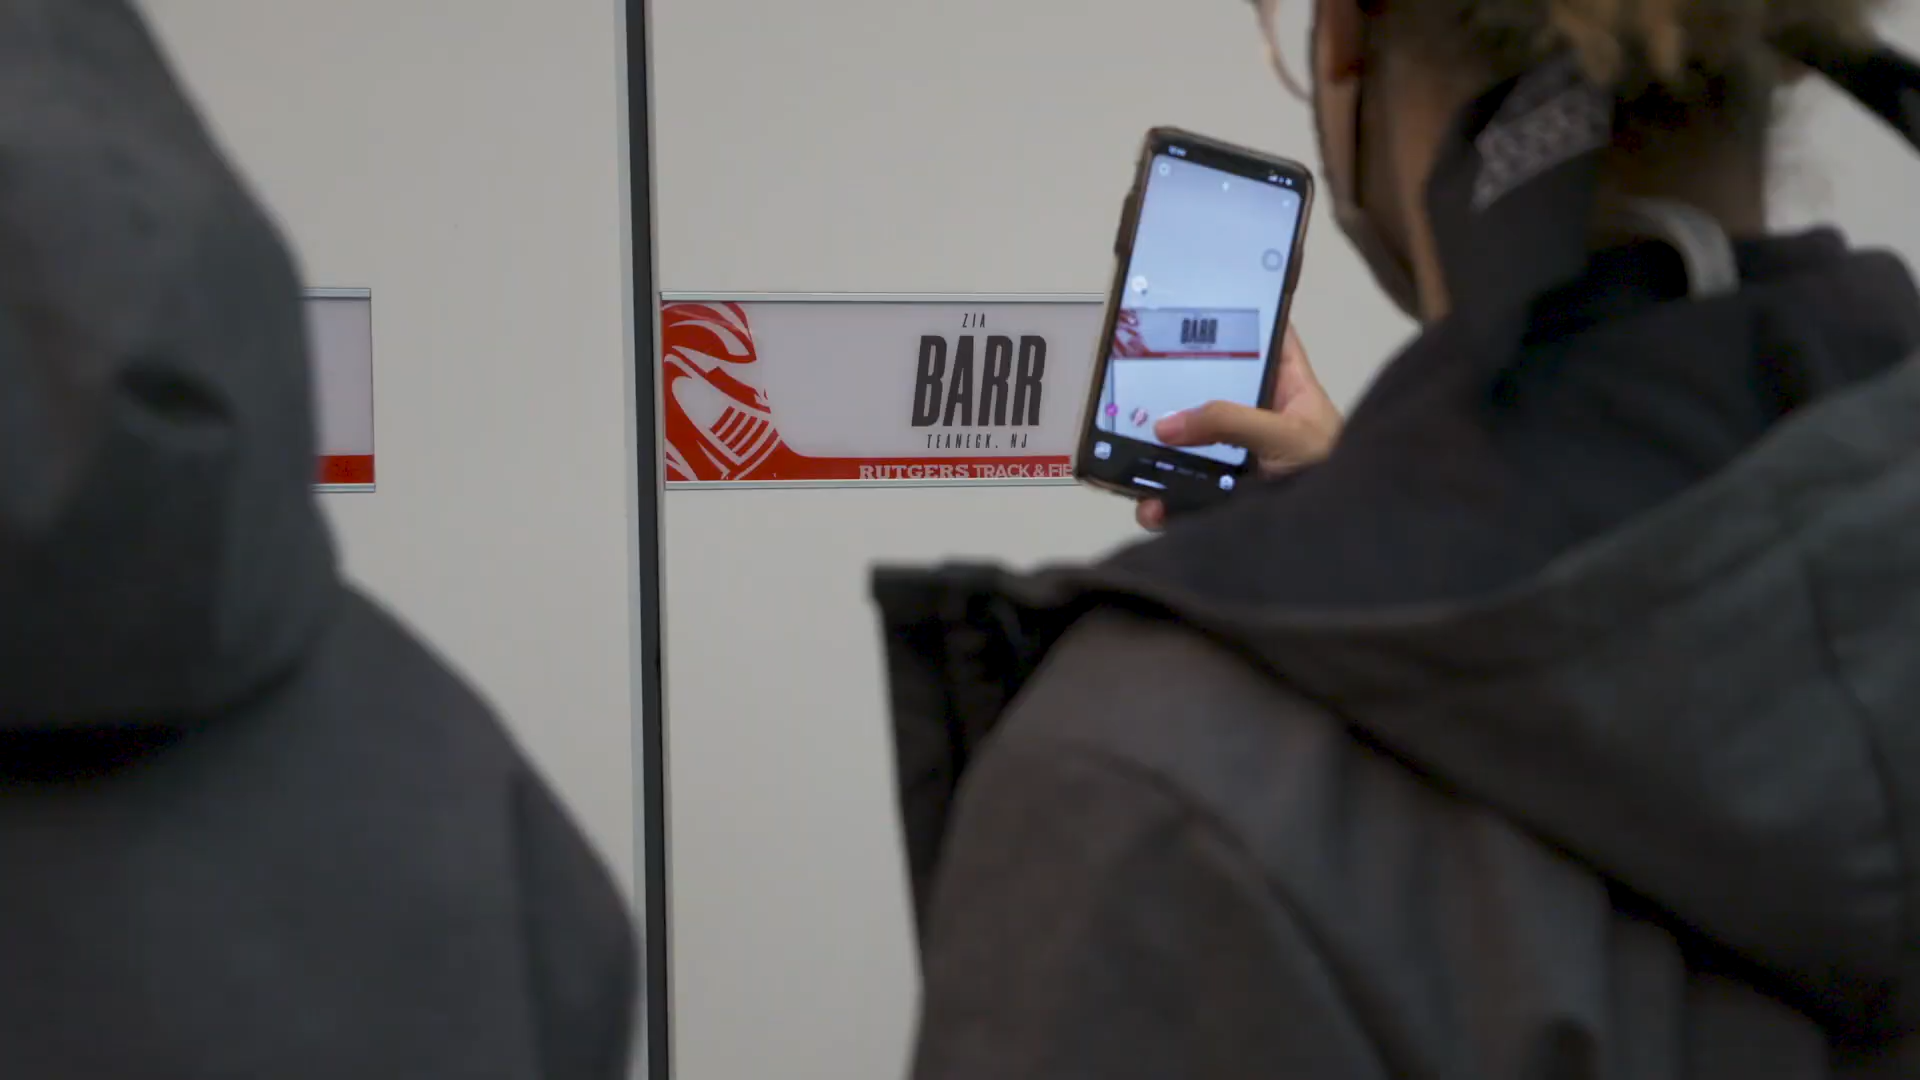 ZIA
BARR
TEANECK, NJ
RUTGERS TRACK & FIE
BARR